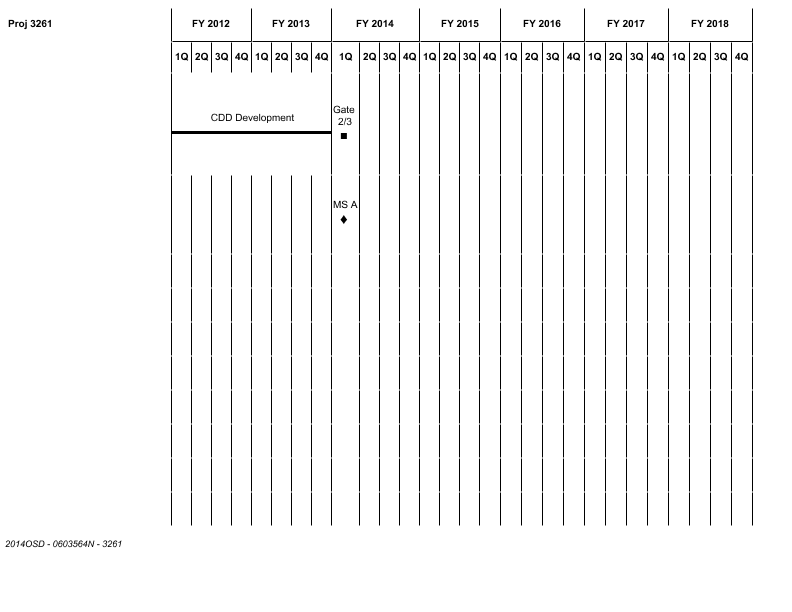 Proj 3261
FY 2012 FY 2013 FY 2014 FY 2015 FY 2016 FY 2017 FY 2018
1Q 2Q 3Q 4Q 1Q 2Q 3Q 4Q 1Q 2Q 3Q 4Q 1Q 2Q 3Q 4Q 1Q 2Q 3Q 4Q 1Q 2Q 3Q 4Q 1Q 2Q 3Q 4Q
CDD Development
Gate
2/3
MS A
2014OSD - 0603564N - 3261